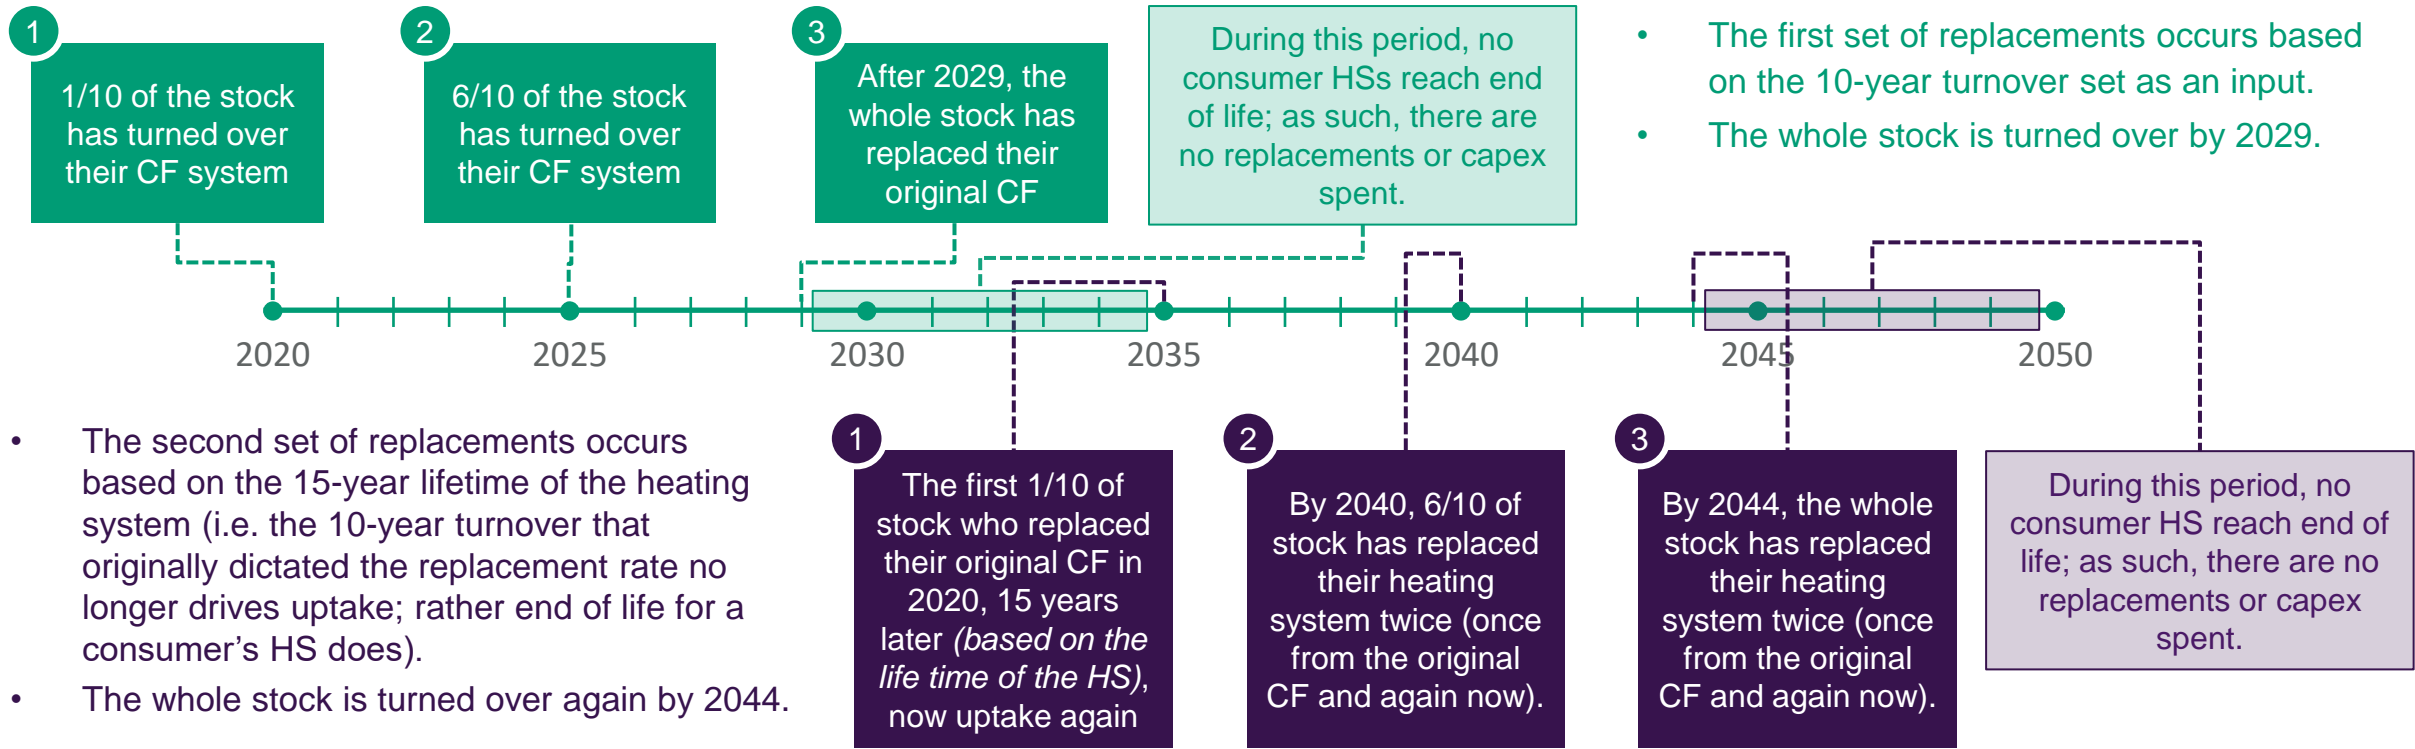 1
1/10 of the stock
has turned over
their CF system
2
6/10 of the stock
has turned over
their CF system
3
After 2029, the
whole stock has
replaced their
original CF
During this period, no
consumer HSs reach end
of life; as such, there are
no replacements or capex
spent.
• The first set of replacements occurs based
on the 10-year turnover set as an input.
• The whole stock is turned over by 2029.
2020
2025
2030
2035
2040
2045
2050
• The second set of replacements occurs
based on the 15-year lifetime of the heating
system (i.e. the 10-year turnover that
originally dictated the replacement rate no
longer drives uptake; rather end of life for a
consumer’s HS does).
• The whole stock is turned over again by 2044.
1
The first 1/10 of
stock who replaced
their original CF in
2020, 15 years
later (based on the
life time of the HS),
now uptake again
2
By 2040, 6/10 of
stock has replaced
their heating
system twice (once
from the original
CF and again now).
3
By 2044, the whole
stock has replaced
their heating
system twice (once
from the original
CF and again now).
During this period, no
consumer HS reach end of
life; as such, there are no
replacements or capex
spent.